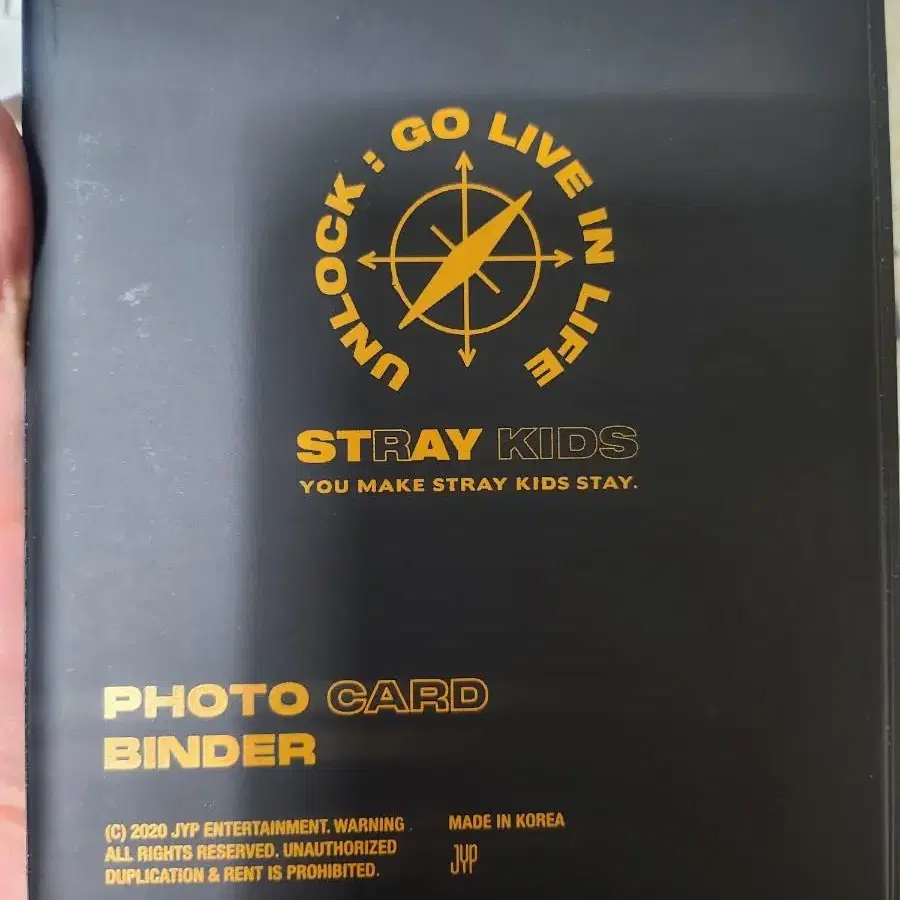 UNLOCK : GO LIVE IN LIFE
STRAY KIDS
YOU MAKE STRAY KIDS STAY.
PHOTO CARD
BINDER
(C) 2020 JYP ENTERTAINMENT. WARNING
ALL RIGHTS RESERVED. UNAUTHORIZED
DUPLICATION & RENT IS PROHIBITED.
MADE IN KOREA
JYP